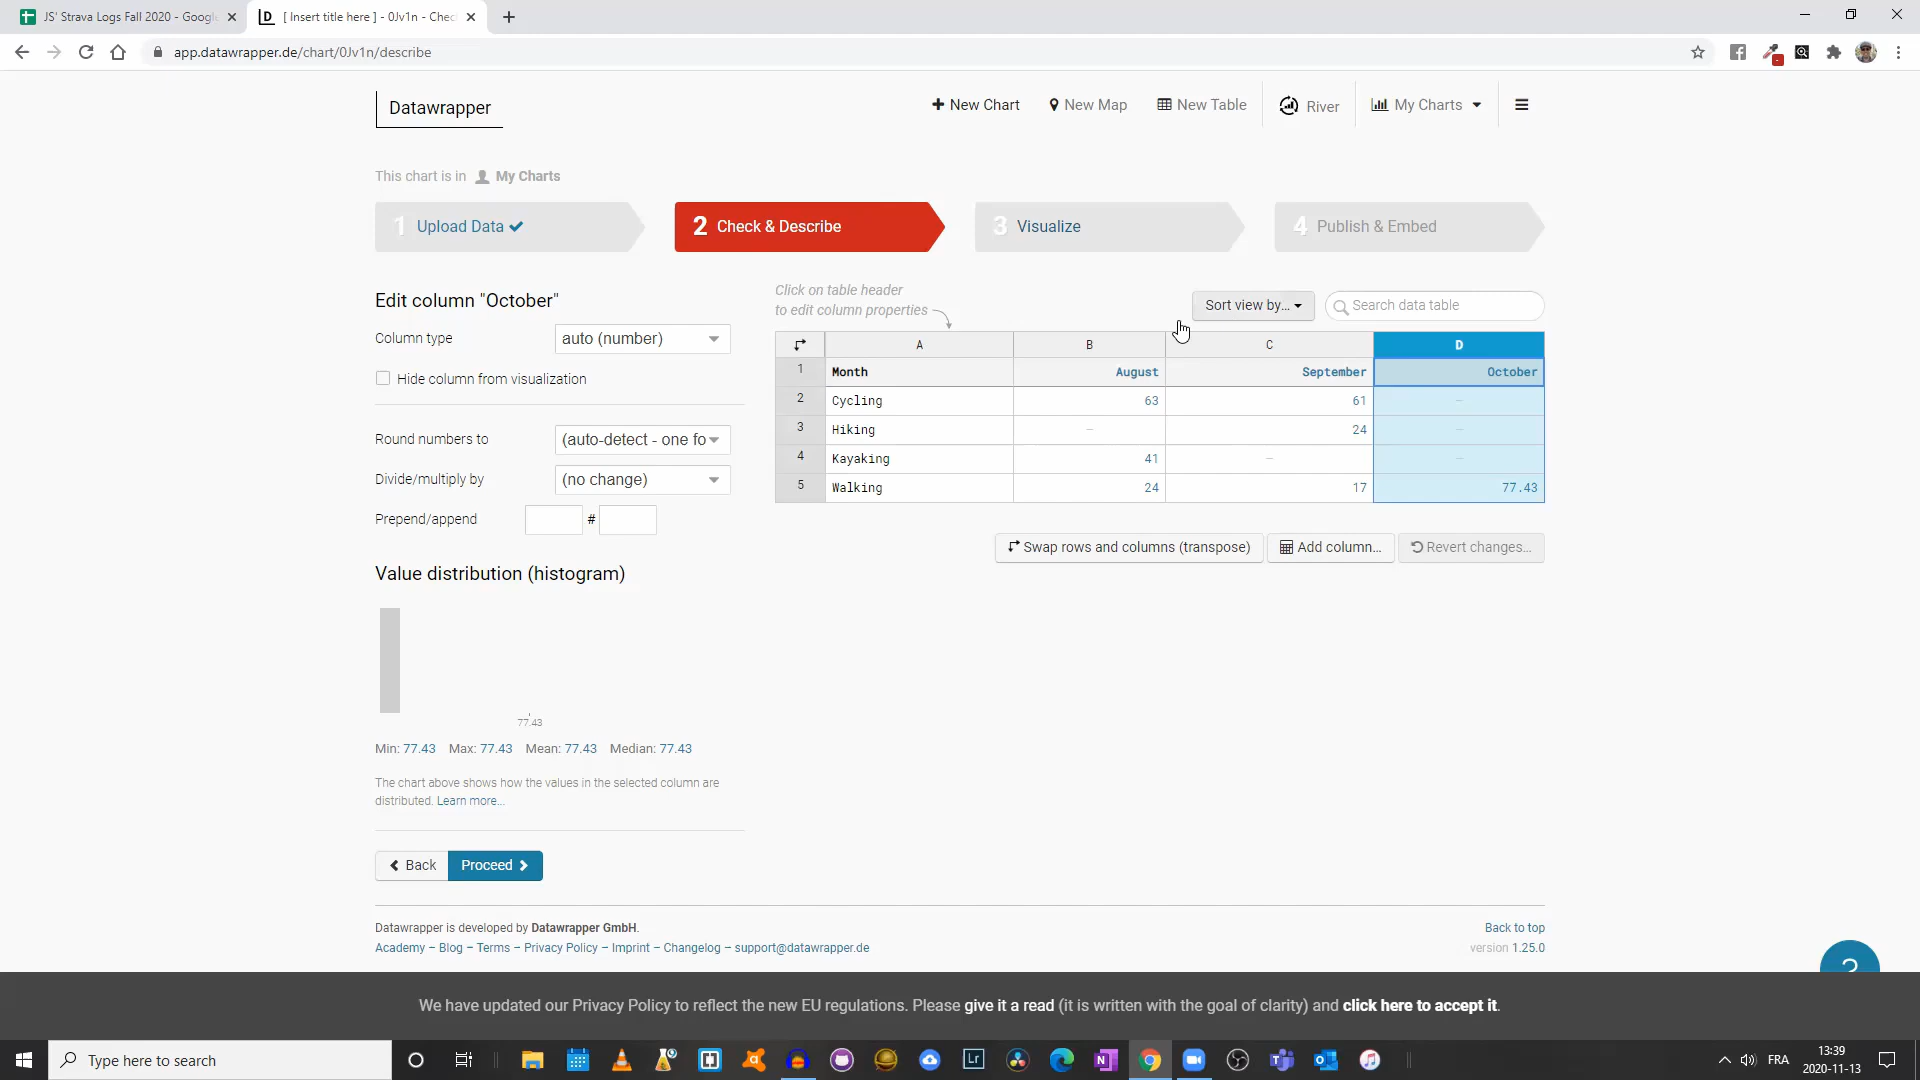 JS' Strava Logs Fall 2020 - Googl
[ Insert title here ] - 0Jv1n - Chec
app.datawrapper.de/chart/0Jv1n/describe
Datawrapper
New Chart
New Map
New Table
River
My Charts
This chart is in My Charts
1 Upload Data
2 Check & Describe
3 Visualize
4 Publish & Embed
Edit column "October"
Column type
auto (number)
Hide column from visualization
Round numbers to
(auto-detect - one fo
Divide/multiply by
(no change)
Prepend/append
#
Value distribution (histogram)
77.43
Min: 77.43 Max: 77.43 Mean: 77.43 Median: 77.43
The chart above shows how the values in the selected column are
distributed. Learn more...
Back
Proceed
Click on table header
to edit column properties
Sort view by...
Search data table
A B C D
1 Month August September October
2 Cycling 63 61 –
3 Hiking – 24 –
4 Kayaking 41 – –
5 Walking 24 17 77.43
Swap rows and columns (transpose)
Add column...
Revert changes...
Datawrapper is developed by Datawrapper GmbH.
Academy – Blog – Terns – Privacy Policy – Imprint – Changelog – support@datawrapper.de
Back to top
version 1.25.0
?
We have updated our Privacy Policy to reflect the new EU regulations. Please give it a read (it is written with the goal of clarity) and click here to accept it.
Type here to search
Lr
N
FRA
13:39
2020-11-13